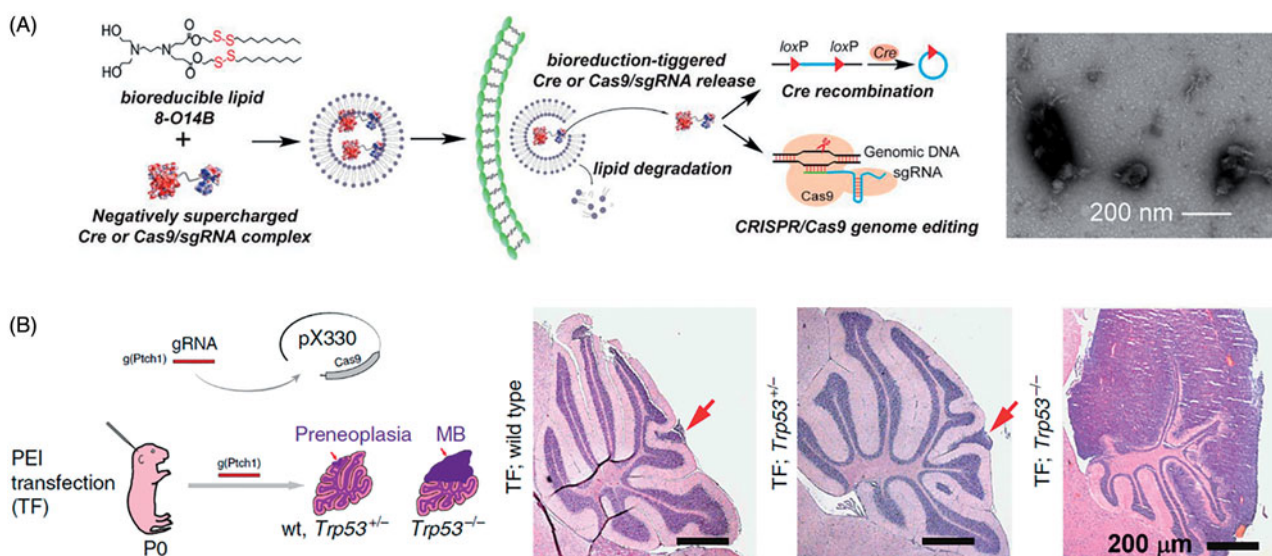 (A)
HO
N
N
O
O
S
S
HO
O
O
S
S
bioreducible lipid
8-O14B
+
Negatively supercharged
Cre or Cas9/sgRNA complex
bioreduction-tiggered
Cre or Cas9/sgRNA release
lipid degradation
loxP loxP Cre
Cre recombination
Genomic DNA
sgRNA
Cas9
CRISPR/Cas9 genome editing
200 nm
(B)
g(Ptch1) gRNA
pX330
Cas9
PEI
transfection
(TF)
P0
g(Ptch1)
Preneoplasia MB
wt, Trp53+/− Trp53−/−
TF; wild type
TF; Trp53+/−
TF; Trp53−/−
200 µm